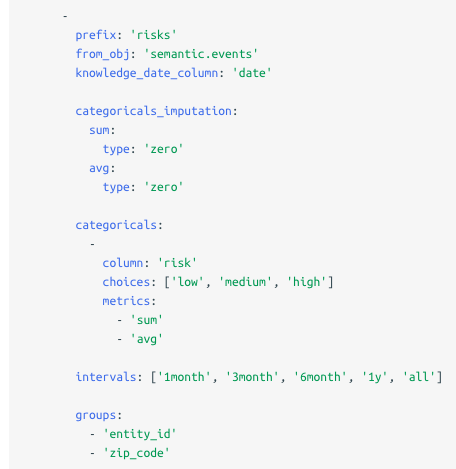 -
prefix: 'risks'
from_obj: 'semantic.events'
knowledge_date_column: 'date'
categoricals_imputation:
sum:
type: 'zero'
avg:
type: 'zero'
categoricals:
-
column: 'risk'
choices: ['low', 'medium', 'high']
metrics:
- 'sum'
- 'avg'
intervals: ['1month', '3month', '6month', '1y', 'all']
groups:
- 'entity_id'
- 'zip_code'